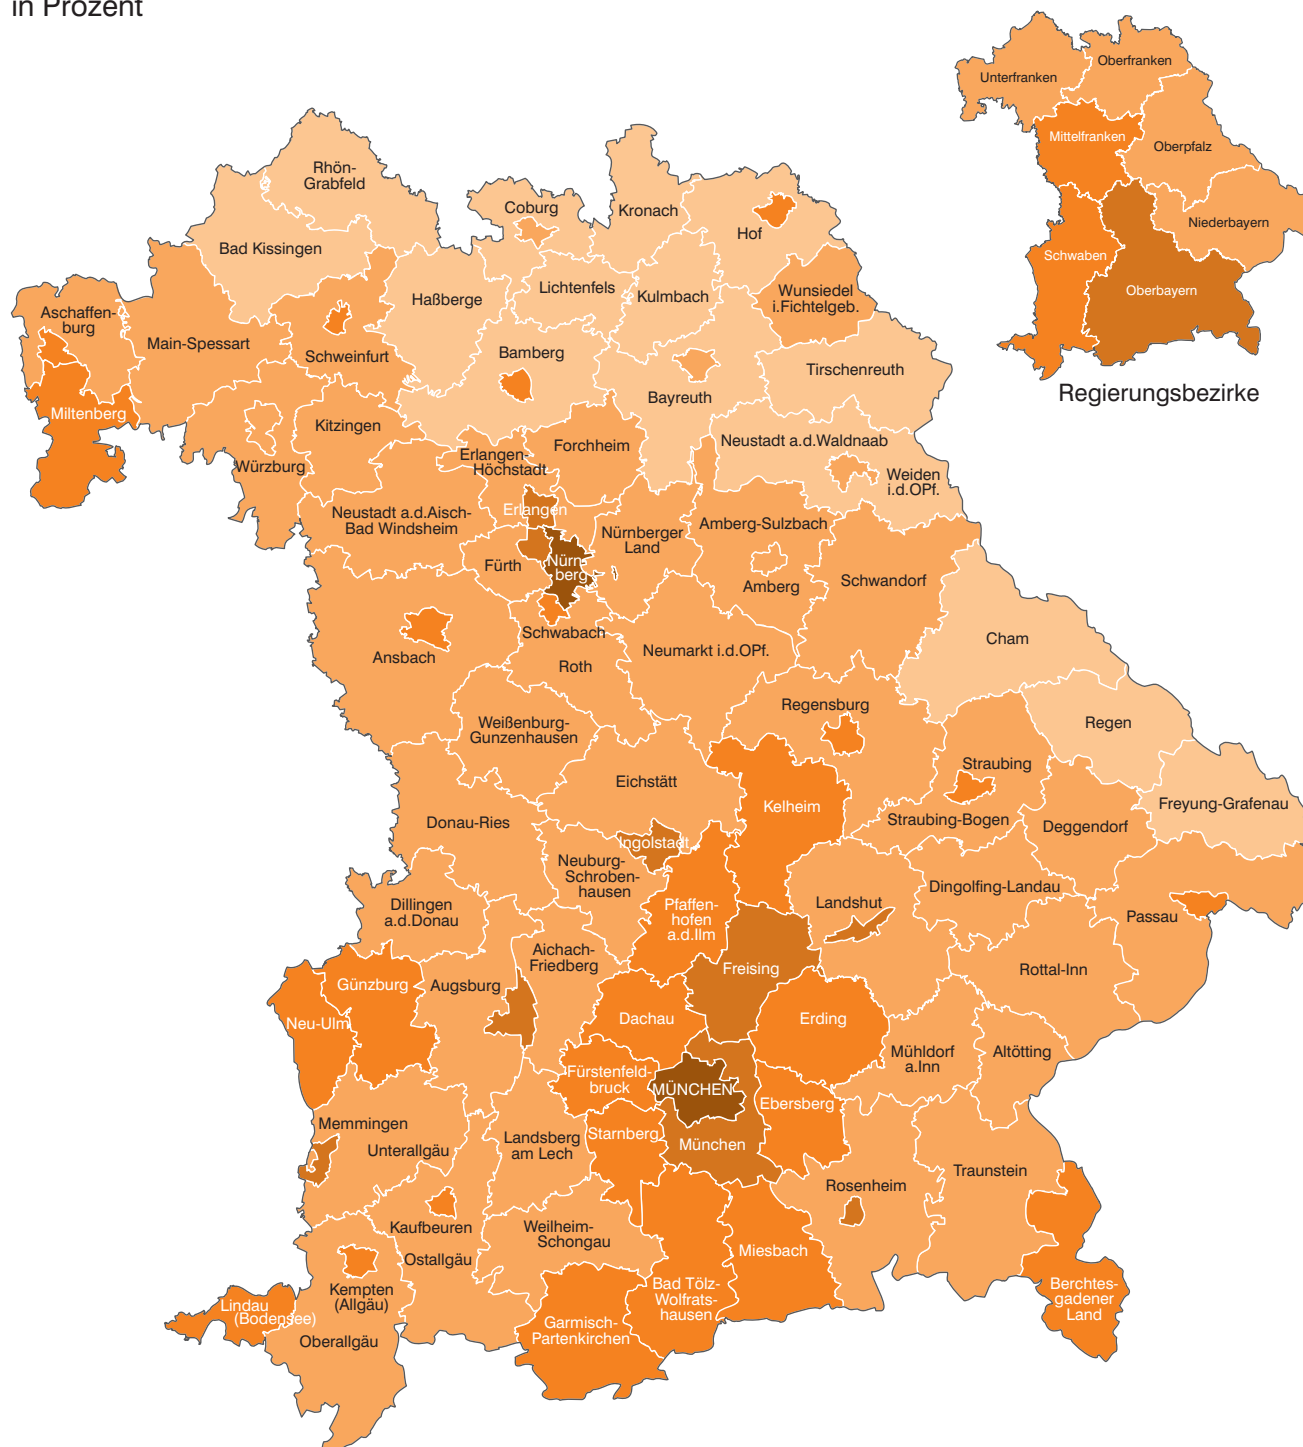 in Prozent
Unterfranken
Oberfranken
Mittelfranken
Oberpfalz
Niederbayern
Schwaben
Oberbayern
Regierungsbezirke
Rhön-
Grabfeld
Coburg
Kronach
Hof
Bad Kissingen
Haßberge
Lichtenfels
Kulmbach
Wunsiedel
i.Fichtelgeb.
Aschaffen-
burg
Main-Spessart
Schweinfurt
Bamberg
Bayreuth
Tirschenreuth
Miltenberg
Kitzingen
Würzburg
Erlangen-
Höchstadt
Forchheim
Neustadt a.d.Waldnaab
Weiden
i.d.OPf.
Neustadt a.d.Aisch-
Bad Windsheim
Erlangen
Nürnberger
Land
Amberg-Sulzbach
Fürth
Nürn-
berg
Amberg
Schwandorf
Ansbach
Schwabach
Roth
Neumarkt i.d.OPf.
Cham
Weißenburg-
Gunzenhausen
Regensburg
Regen
Eichstätt
Kelheim
Straubing
Straubing-Bogen
Deggendorf
Freyung-Grafenau
Donau-Ries
Ingolstadt
Neuburg-
Schroben-
hausen
Dillingen
a.d.Donau
Pfaffen-
hofen
a.d.Ilm
Landshut
Dingolfing-Landau
Passau
Aichach-
Friedberg
Freising
Rottal-Inn
Günzburg
Augsburg
Neu-Ulm
Dachau
Erding
Mühldorf
a.Inn
Altötting
Fürstenfeld-
bruck
MÜNCHEN
Ebersberg
Memmingen
Unterallgäu
Landsberg
am Lech
Starnberg
München
Rosenheim
Traunstein
Kaufbeuren
Ostallgäu
Weilheim-
Schongau
Miesbach
Kempten
(Allgäu)
Lindau
(Bodensee)
Oberallgäu
Garmisch-
Partenkirchen
Bad Tölz-
Wolfrats-
hausen
Berchtes-
gadener
Land